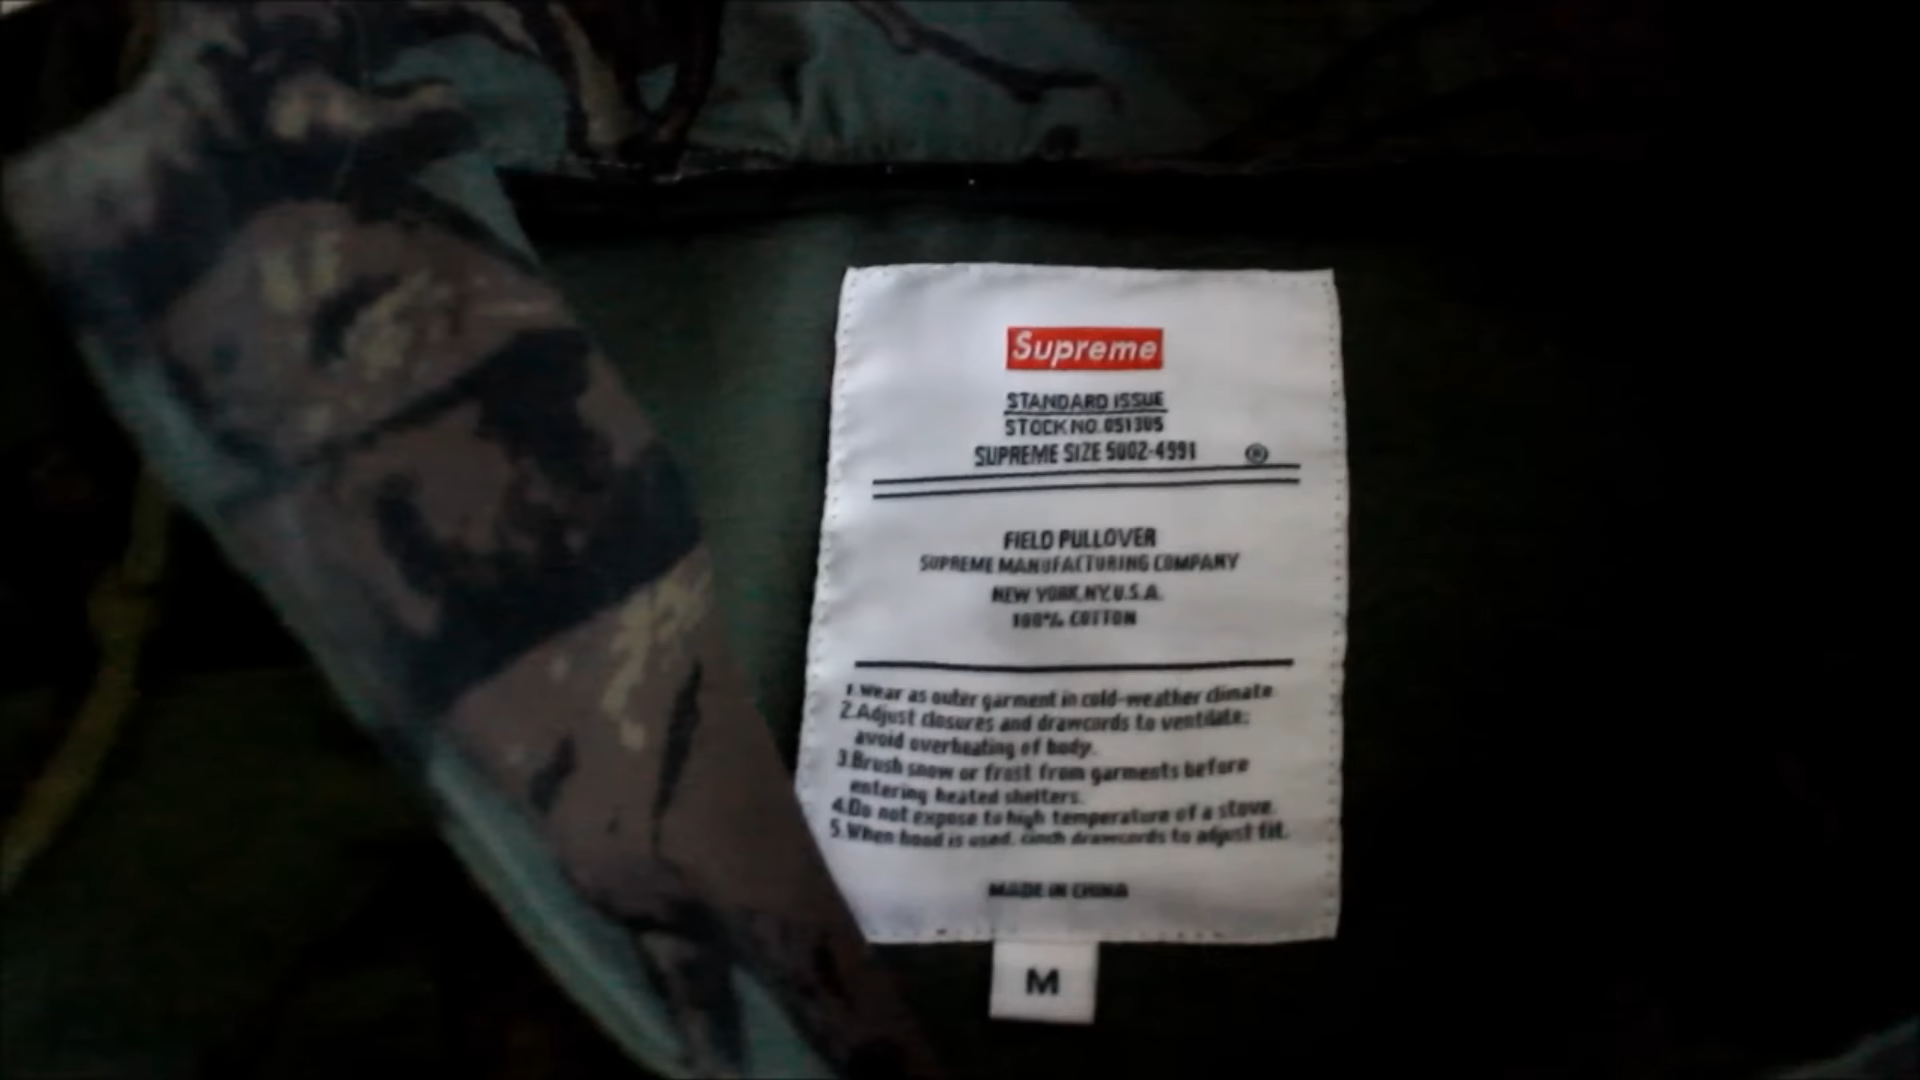 Supreme
STANDARD ISSUE
STOCK NO. 051305
SUPREME SIZE 5002-4991 ®
FIELD PULLOVER
SUPREME MANUFACTURING COMPANY
NEW YORK, NY, U.S.A.
100% COTTON
1. Wear as outer garment in cold-weather climate.
2. Adjust closures and drawcords to ventilate;
avoid overheating of body.
3. Brush snow or frost from garments before
entering heated shelters.
4. Do not expose to high temperature of a stove.
5. When hood is used, cinch drawcords to adjust fit.
MADE IN CHINA
M